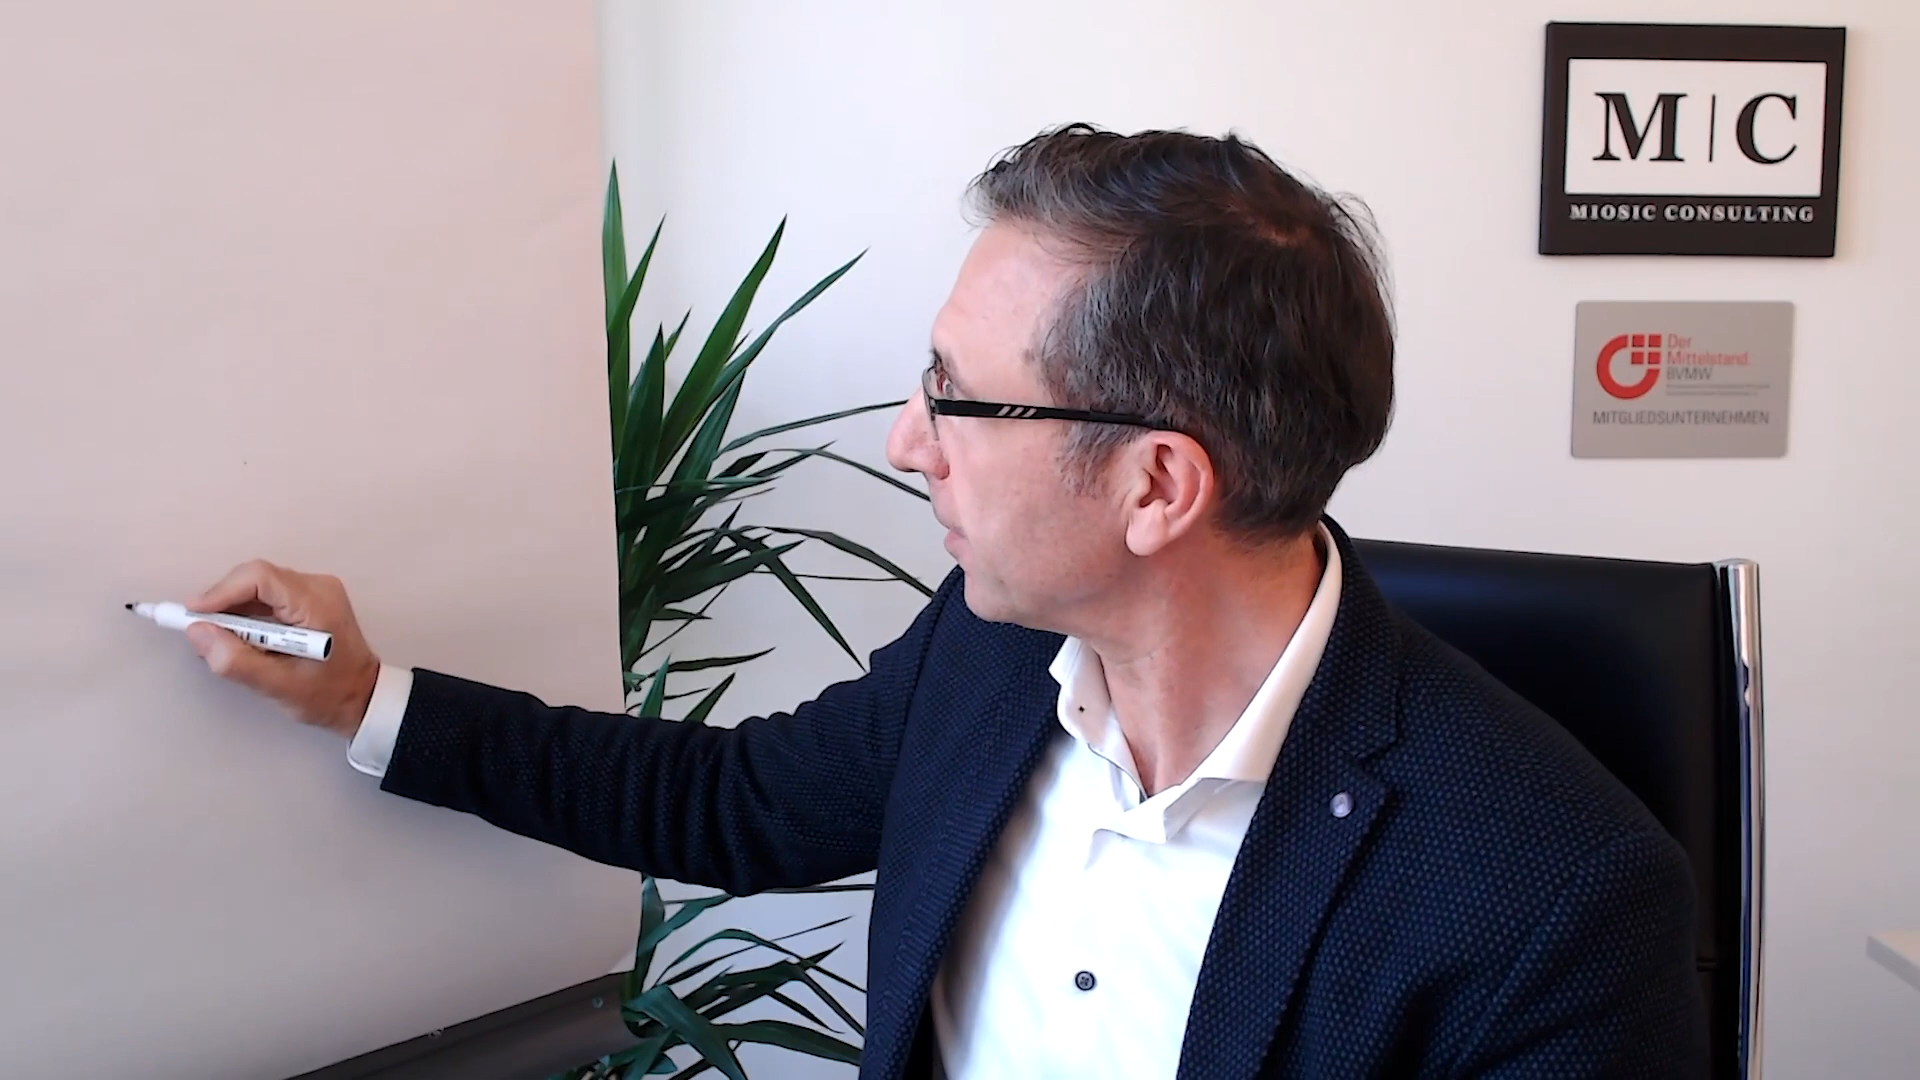 M|C
MIOSIC CONSULTING
Der
Mittelstand.
BVMW
MITGLIEDSUNTERNEHMEN